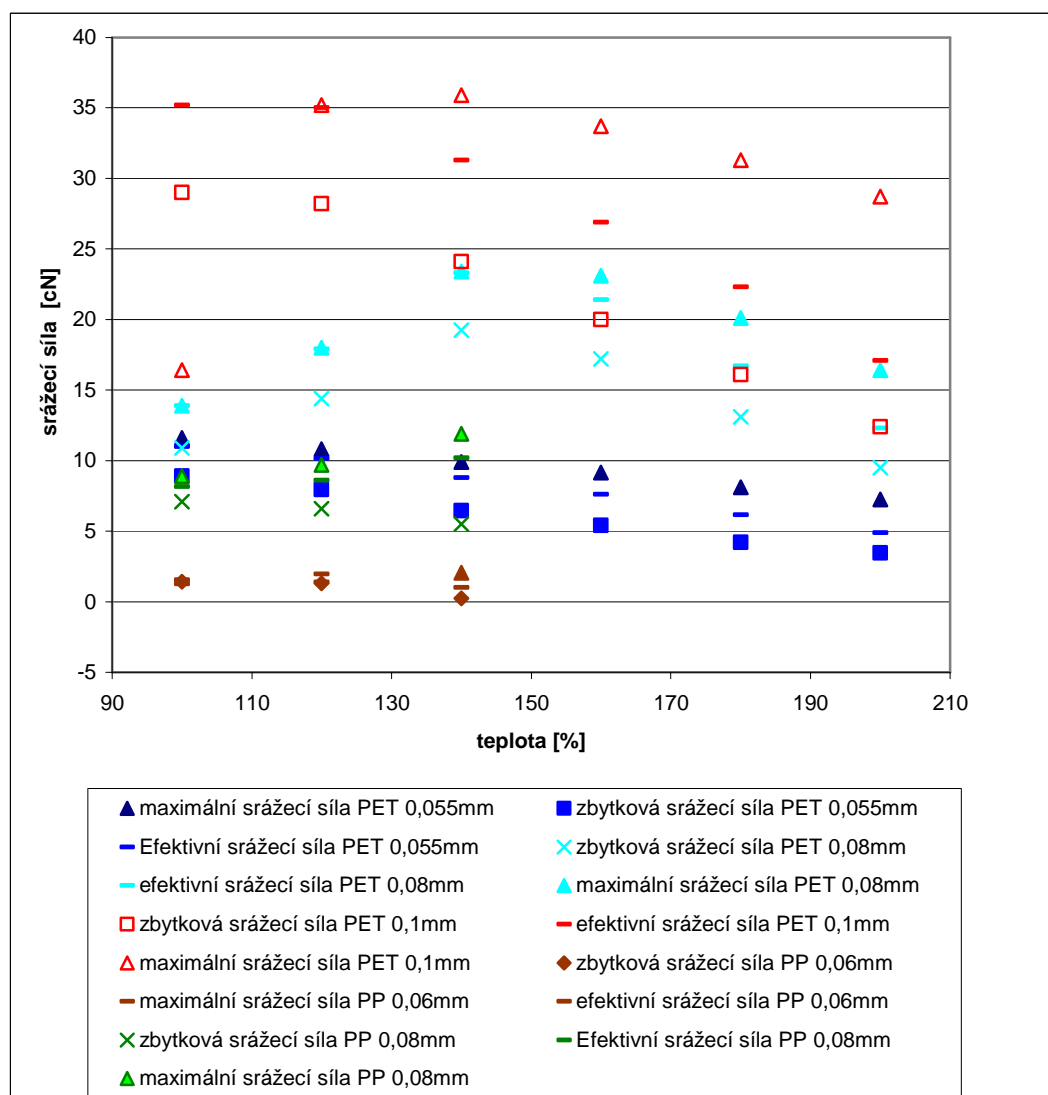 40
35
30
25
20
15
10
5
0
-5
srážecí síla [cN]
90 110 130 150 170 190 210
teplota [%]
maximální srážecí síla PET 0,055mm zbytková srážecí síla PET 0,055mm
Efektivní srážecí síla PET 0,055mm zbytková srážecí síla PET 0,08mm
efektivní srážecí síla PET 0,08mm maximální srážecí síla PET 0,08mm
zbytková srážecí síla PET 0,1mm efektivní srážecí síla PET 0,1mm
maximální srážecí síla PET 0,1mm zbytková srážecí síla PP 0,06mm
maximální srážecí síla PP 0,06mm efektivní srážecí síla PP 0,06mm
zbytková srážecí síla PP 0,08mm Efektivní srážecí síla PP 0,08mm
maximální srážecí síla PP 0,08mm